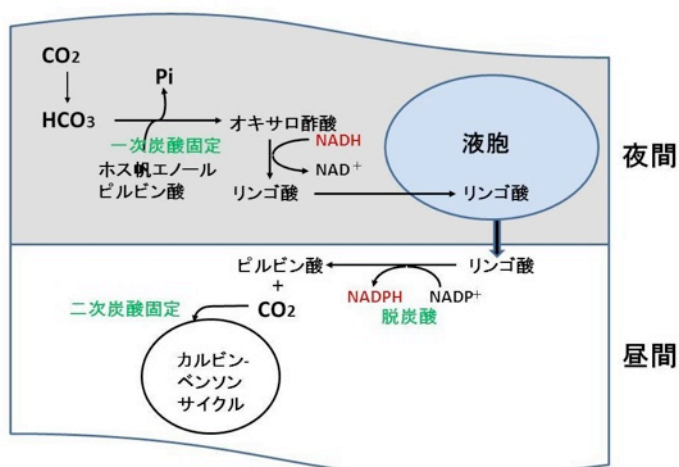 CO2
Pi
HCO3
オキサロ酢酸
液胞
夜間
一次炭酸固定
NADH
ホス帆エノール
ピルビン酸
NAD+
リンゴ酸
リンゴ酸
ピルビン酸
リンゴ酸
+
CO2
NADPH
NADP+
二次炭酸固定
脱炭酸
昼間
カルビン-
ベンソン
サイクル